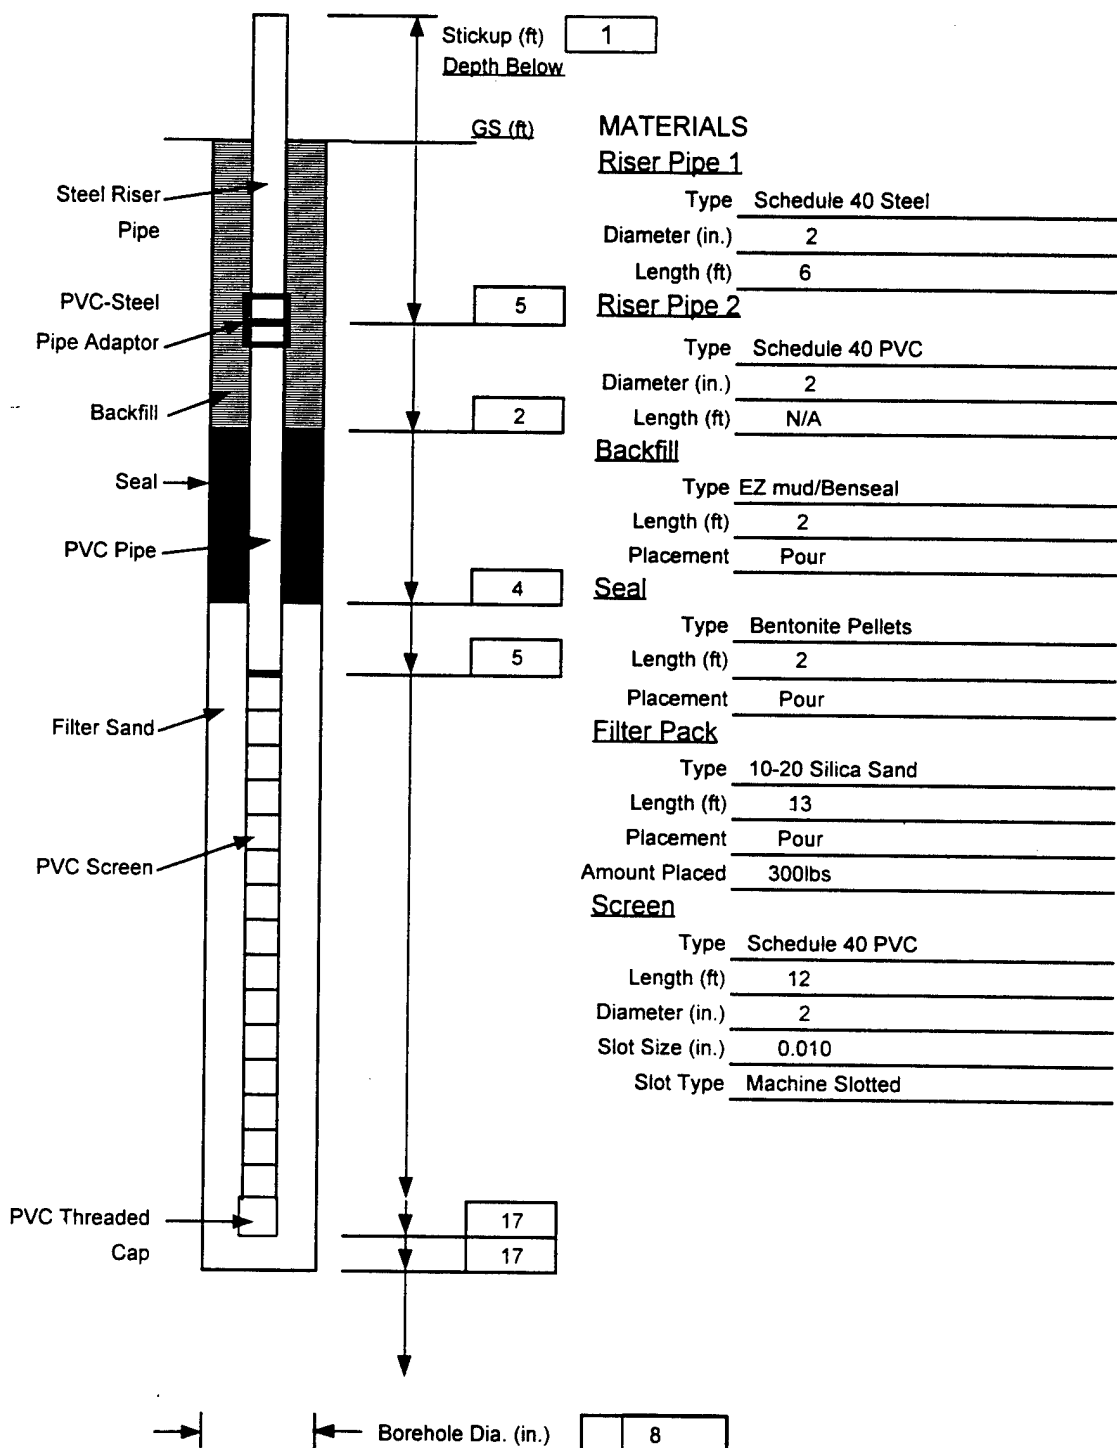 Stickup (ft) 1
Depth Below
GS (ft)
Steel Riser
Pipe
PVC-Steel
Pipe Adaptor
5
Backfill
2
Seal
PVC Pipe
4
5
Filter Sand
PVC Screen
PVC Threaded
Cap
17
17
Borehole Dia. (in.) 8
MATERIALS
Riser Pipe 1
Type Schedule 40 Steel
Diameter (in.) 2
Length (ft) 6
Riser Pipe 2
Type Schedule 40 PVC
Diameter (in.) 2
Length (ft) N/A
Backfill
Type EZ mud/Benseal
Length (ft) 2
Placement Pour
Seal
Type Bentonite Pellets
Length (ft) 2
Placement Pour
Filter Pack
Type 10-20 Silica Sand
Length (ft) 13
Placement Pour
Amount Placed 300lbs
Screen
Type Schedule 40 PVC
Length (ft) 12
Diameter (in.) 2
Slot Size (in.) 0.010
Slot Type Machine Slotted